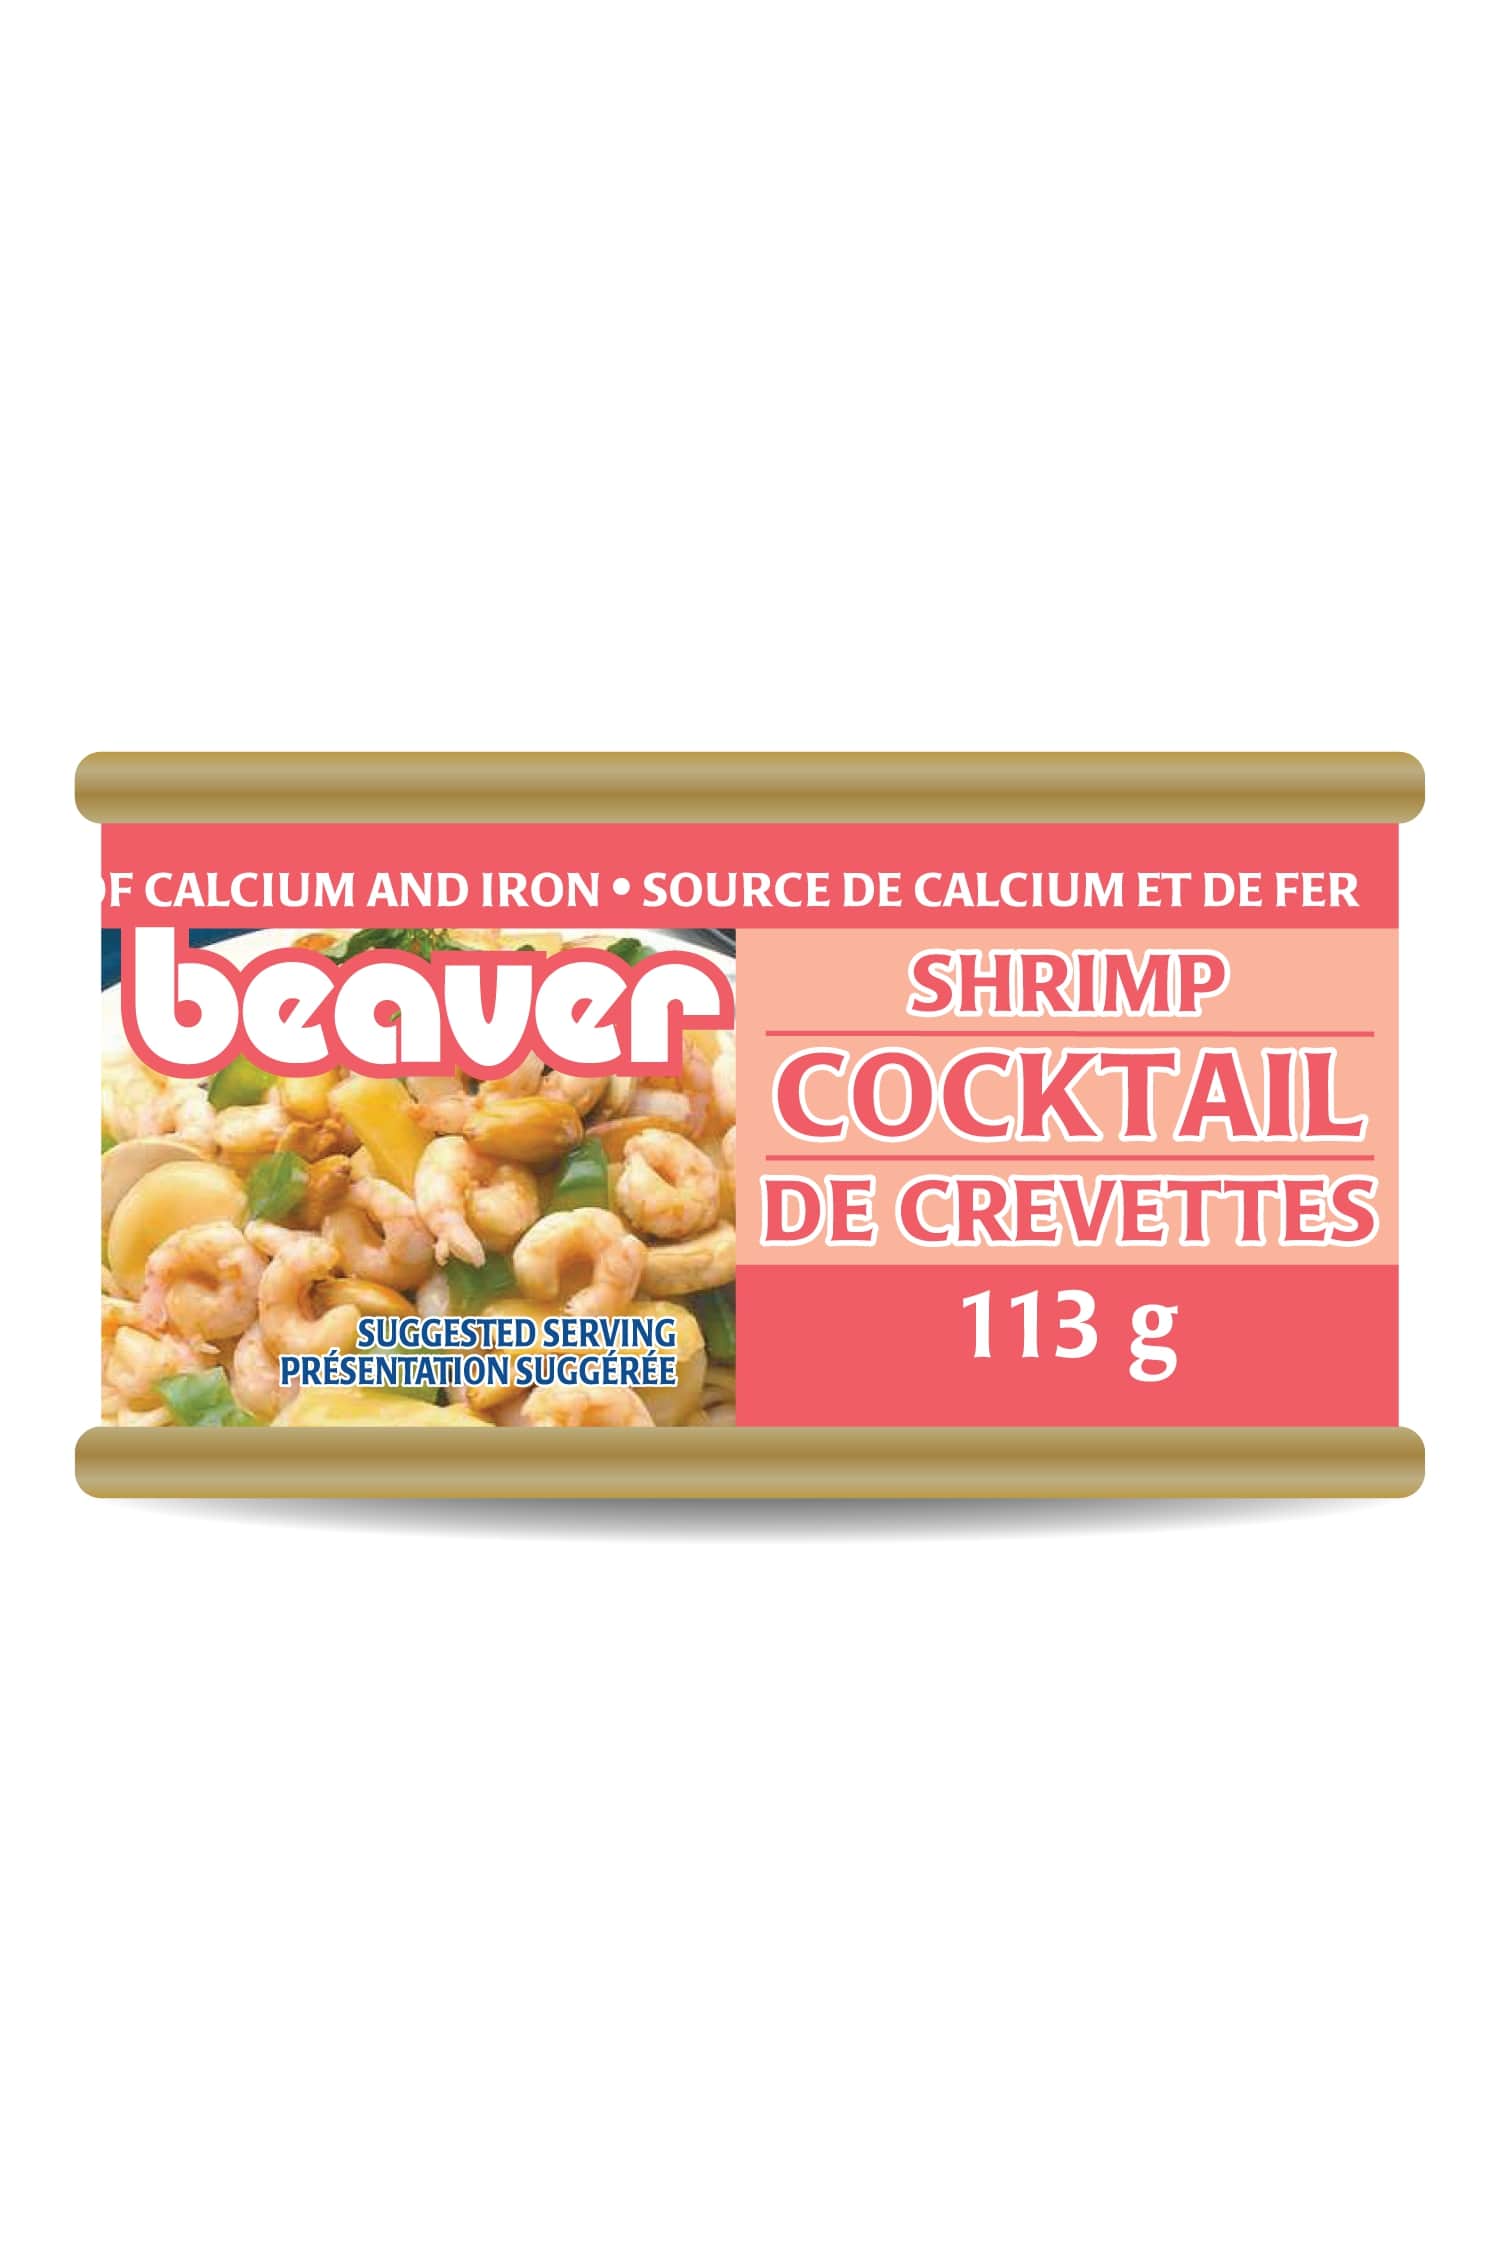 OF CALCIUM AND IRON • SOURCE DE CALCIUM ET DE FER
beaver
SHRIMP
COCKTAIL
DE CREVETTES
113 g
SUGGESTED SERVING
PRÉSENTATION SUGGÉRÉE